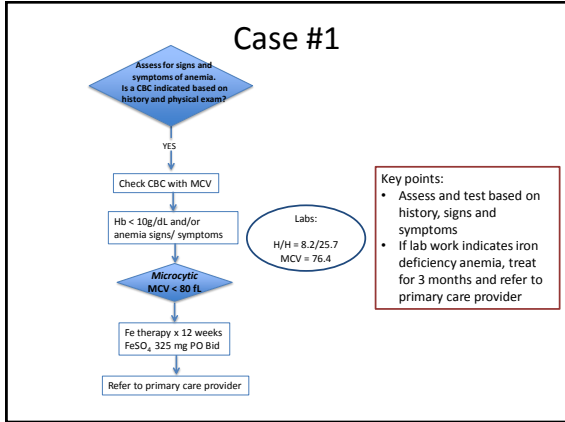 Case #1
Assess for signs and
symptoms of anemia.
Is a CBC indicated based on
history and physical exam?
YES
Check CBC with MCV
Hb < 10g/dL and/or
anemia signs/ symptoms
Labs:
H/H = 8.2/25.7
MCV = 76.4
Microcytic
MCV < 80 fL
Fe therapy x 12 weeks
FeSO₄ 325 mg PO Bid
Refer to primary care provider
Key points:
• Assess and test based on
history, signs and
symptoms
• If lab work indicates iron
deficiency anemia, treat
for 3 months and refer to
primary care provider